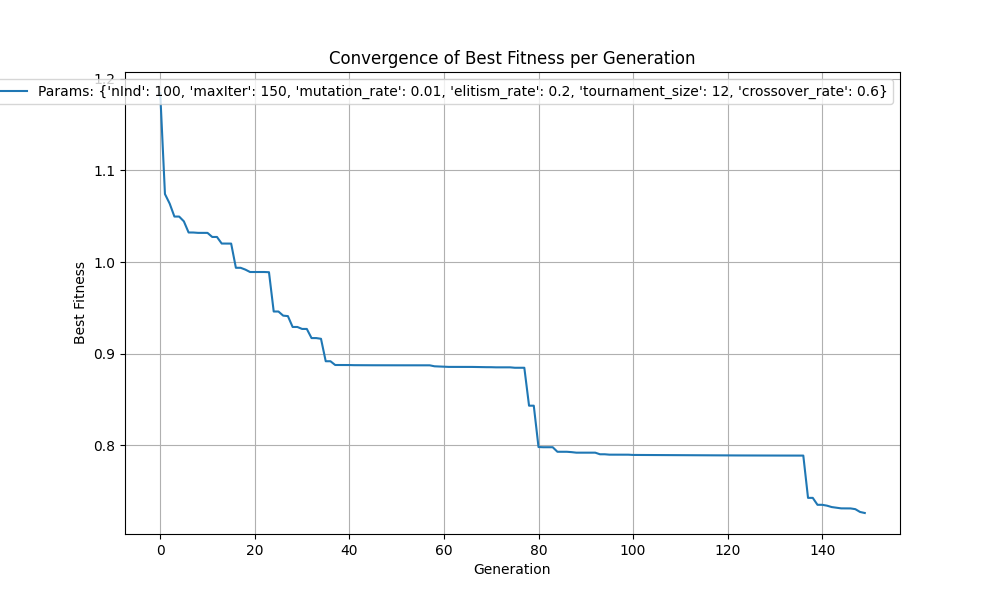 Convergence of Best Fitness per Generation
Params: {'nInd': 100, 'maxIter': 150, 'mutation_rate': 0.01, 'elitism_rate': 0.2, 'tournament_size': 12, 'crossover_rate': 0.6}
1.2
1.1
1.0
0.9
0.8
Best Fitness
0 20 40 60 80 100 120 140
Generation